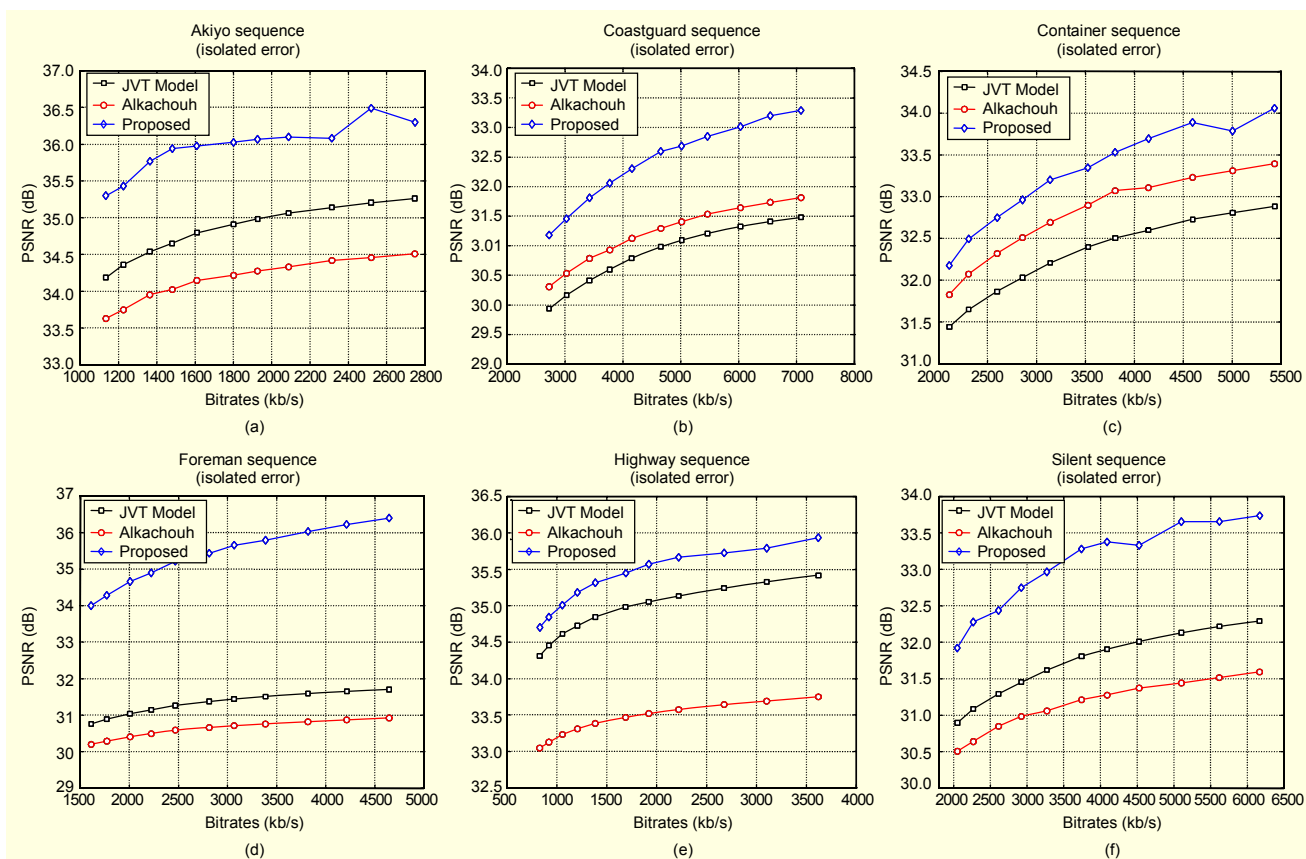 Akiyo sequence
(isolated error)
37.0
36.5
36.0
35.5
35.0
34.5
34.0
33.5
33.0
PSNR (dB)
JVT Model
Alkachouh
Proposed
1000 1200 1400 1600 1800 2000 2200 2400 2600 2800
Bitrates (kb/s)
(a)
Coastguard sequence
(isolated error)
34.0
33.5
33.0
32.5
32.0
31.5
3.01
30.5
30.0
29.5
29.0
PSNR (dB)
JVT Model
Alkachouh
Proposed
2000 3000 4000 5000 6000 7000 8000
Bitrates (kb/s)
(b)
Container sequence
(isolated error)
34.5
34.0
33.5
33.0
32.5
32.0
31.5
31.0
PSNR (dB)
JVT Model
Alkachouh
Proposed
2000 2500 3000 3500 4000 4500 5000 5500
Bitrates (kb/s)
(c)
Foreman sequence
(isolated error)
37
36
35
34
33
32
31
30
29
PSNR (dB)
JVT Model
Alkachouh
Proposed
1500 2000 2500 3000 3500 4000 4500 5000
Bitrates (kb/s)
(d)
Highway sequence
(isolated error)
36.5
36.0
35.5
35.0
34.5
34.0
33.5
33.0
32.5
PSNR (dB)
JVT Model
Alkachouh
Proposed
500 1000 1500 2000 2500 3000 3500 4000
Bitrates (kb/s)
(e)
Silent sequence
(isolated error)
34.0
33.5
33.0
32.5
32.0
31.5
31.0
30.5
30.0
PSNR (dB)
JVT Model
Alkachouh
Proposed
2000 2500 3000 3500 4000 4500 5000 5500 6000 6500
Bitrates (kb/s)
(f)